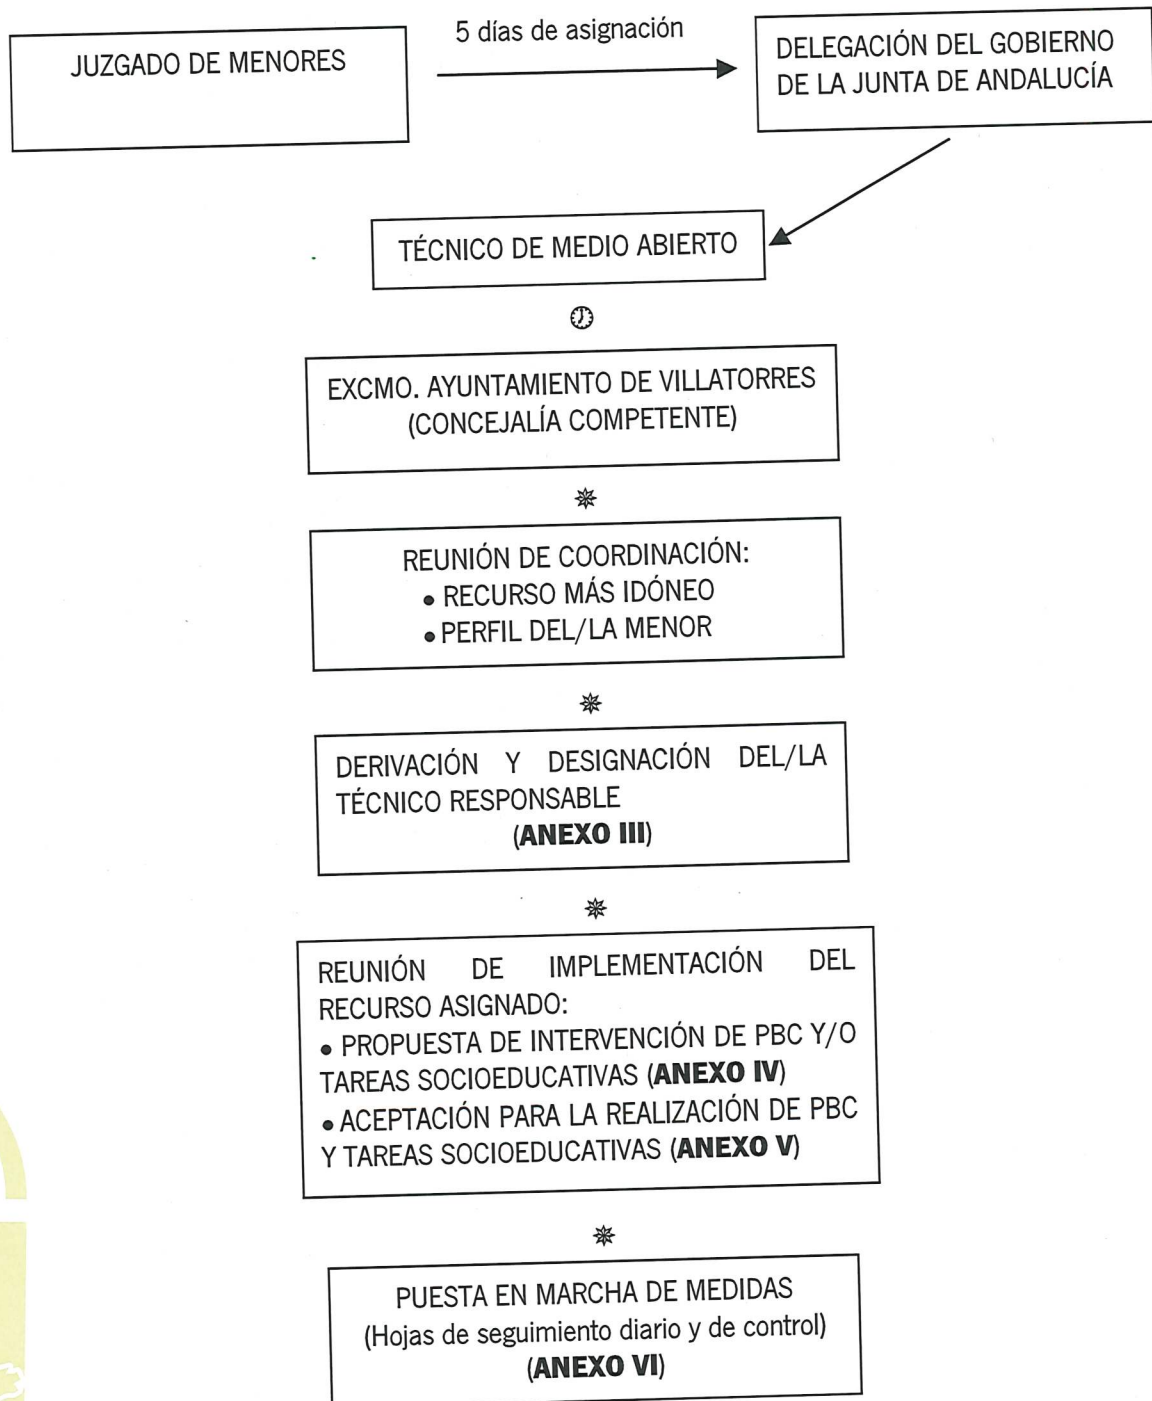 JUZGADO DE MENORES
5 días de asignación
DELEGACIÓN DEL GOBIERNO
DE LA JUNTA DE ANDALUCÍA
TÉCNICO DE MEDIO ABIERTO
EXCMO. AYUNTAMIENTO DE VILLATORRES
(CONCEJALÍA COMPETENTE)
REUNIÓN DE COORDINACIÓN:
• RECURSO MÁS IDÓNEO
• PERFIL DEL/LA MENOR
DERIVACIÓN Y DESIGNACIÓN DEL/LA
TÉCNICO RESPONSABLE
(ANEXO III)
REUNIÓN DE IMPLEMENTACIÓN DEL
RECURSO ASIGNADO:
• PROPUESTA DE INTERVENCIÓN DE PBC Y/O
TAREAS SOCIOEDUCATIVAS (ANEXO IV)
• ACEPTACIÓN PARA LA REALIZACIÓN DE PBC
Y TAREAS SOCIOEDUCATIVAS (ANEXO V)
PUESTA EN MARCHA DE MEDIDAS
(Hojas de seguimiento diario y de control)
(ANEXO VI)